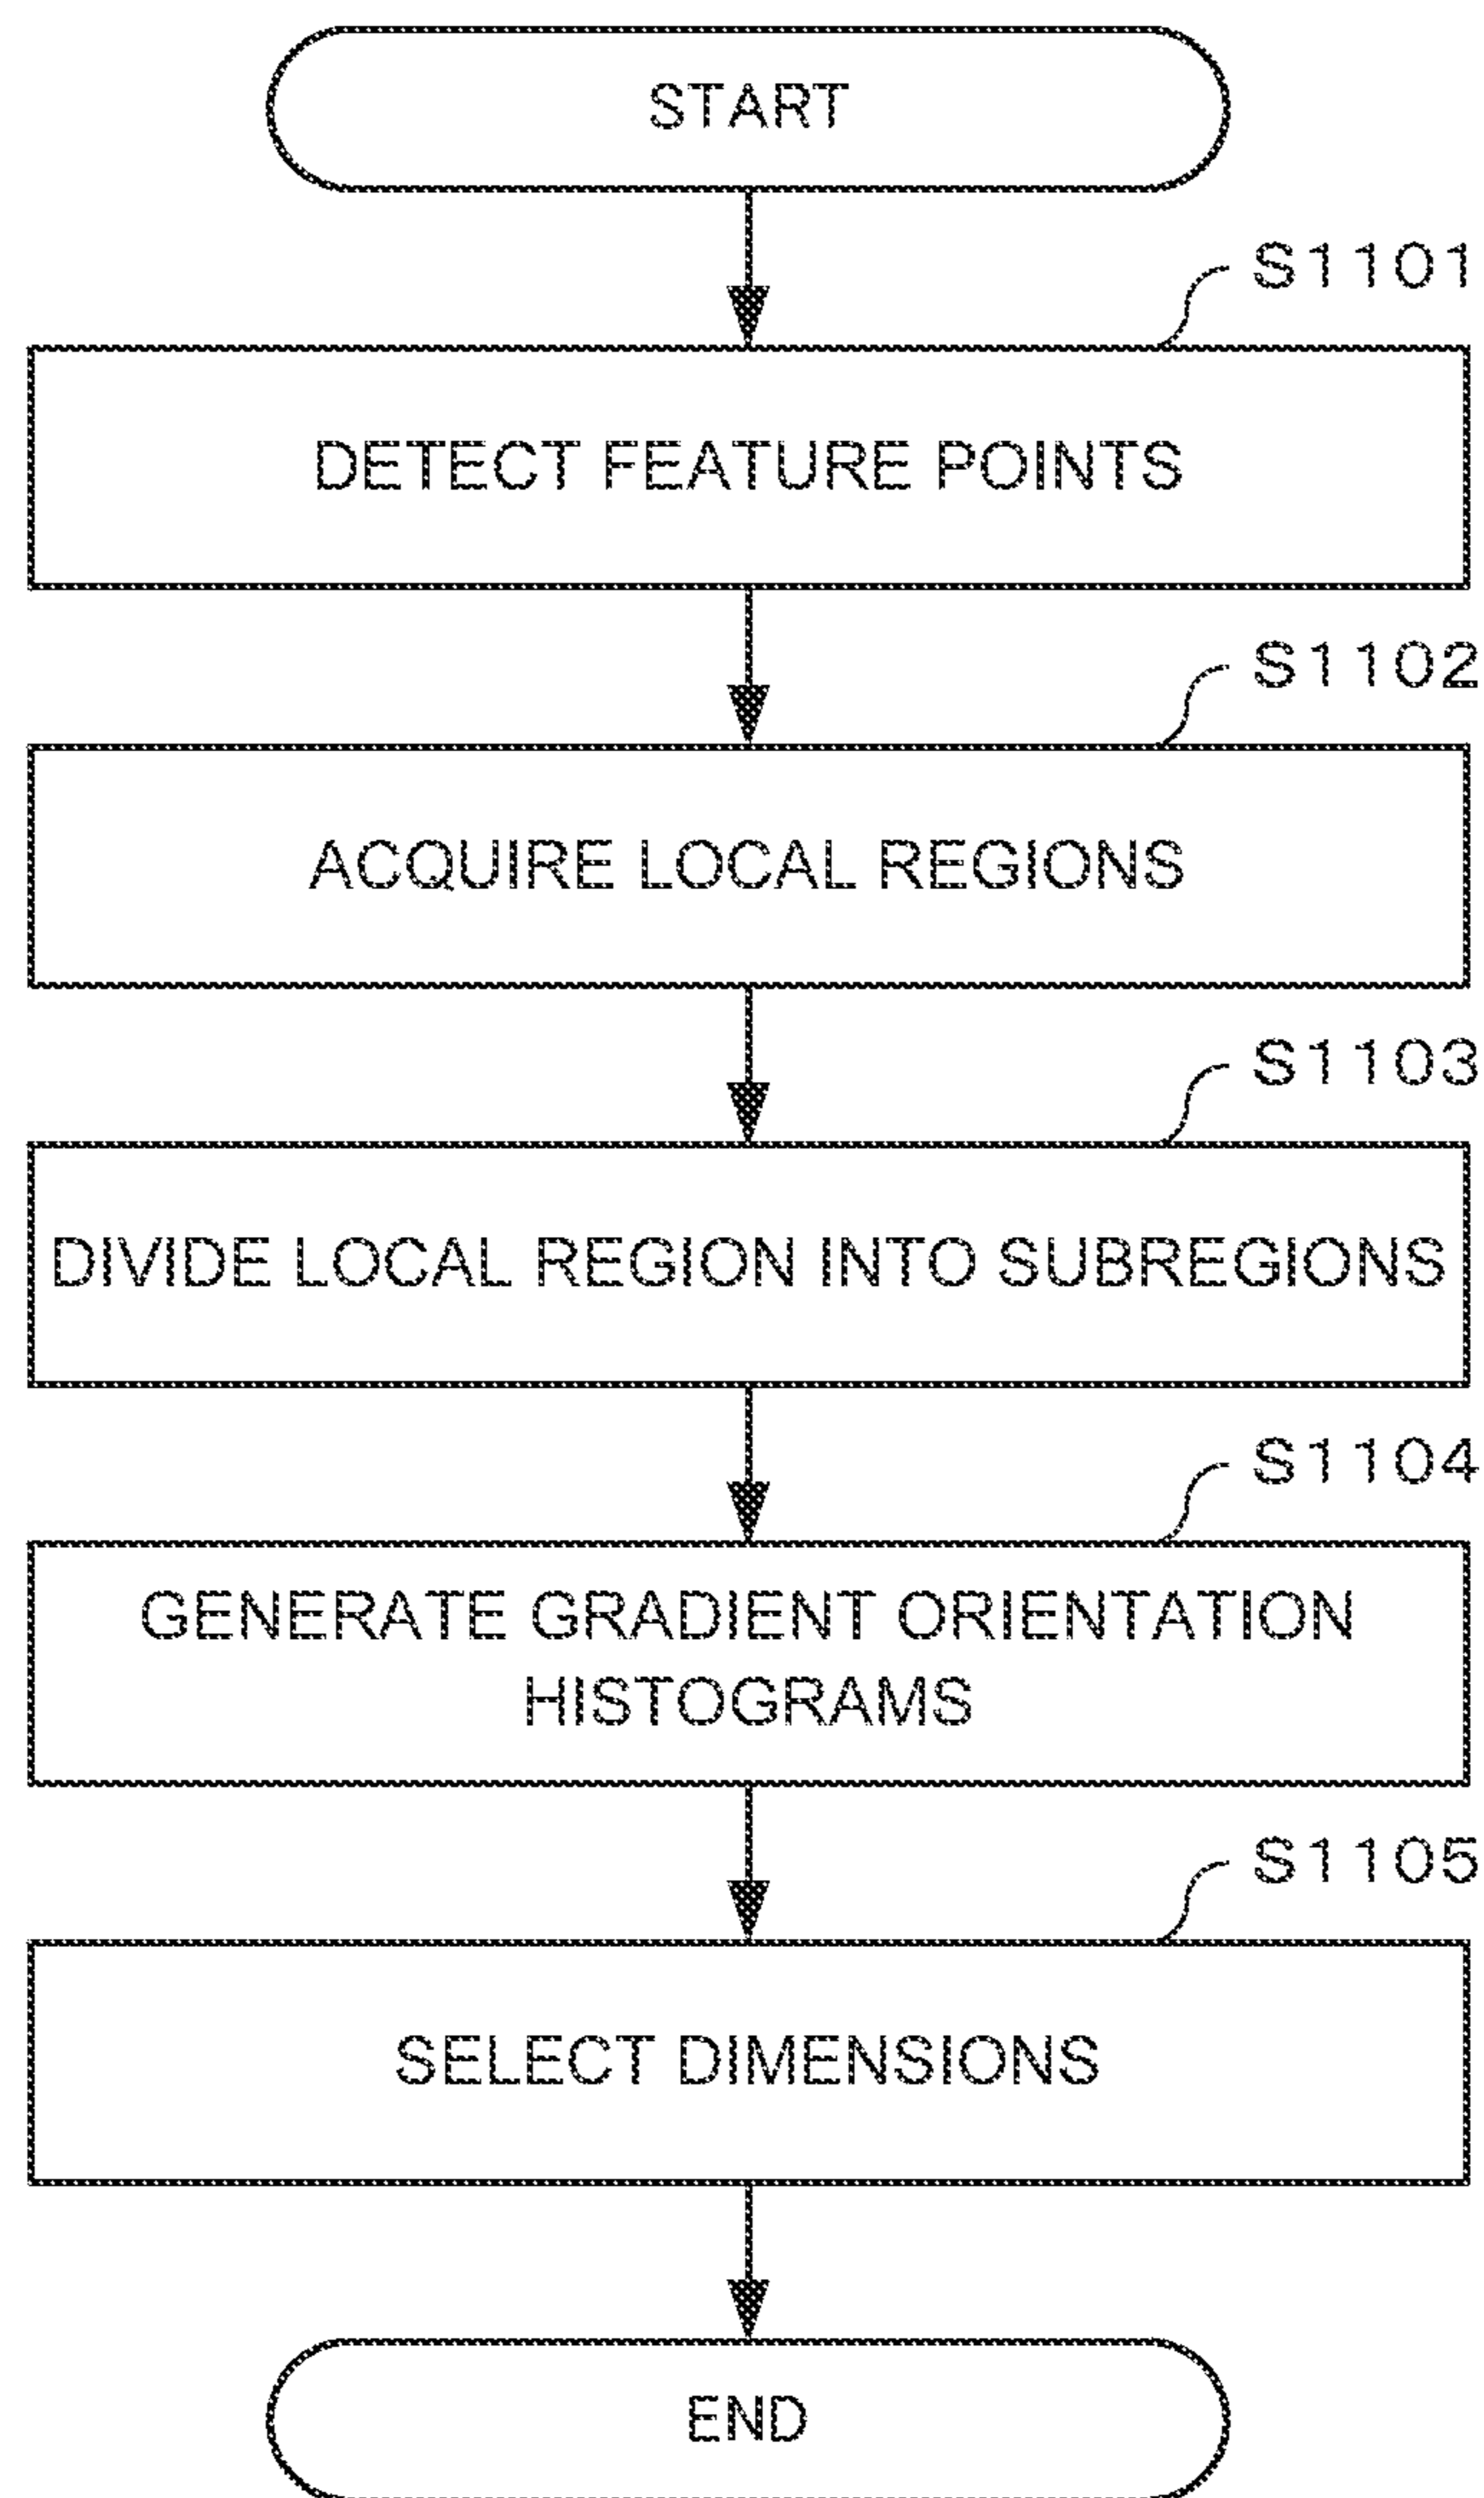 START
S1101
DETECT FEATURE POINTS
S1102
ACQUIRE LOCAL REGIONS
S1103
DIVIDE LOCAL REGION INTO SUBREGIONS
S1104
GENERATE GRADIENT ORIENTATION
HISTOGRAMS
S1105
SELECT DIMENSIONS
END